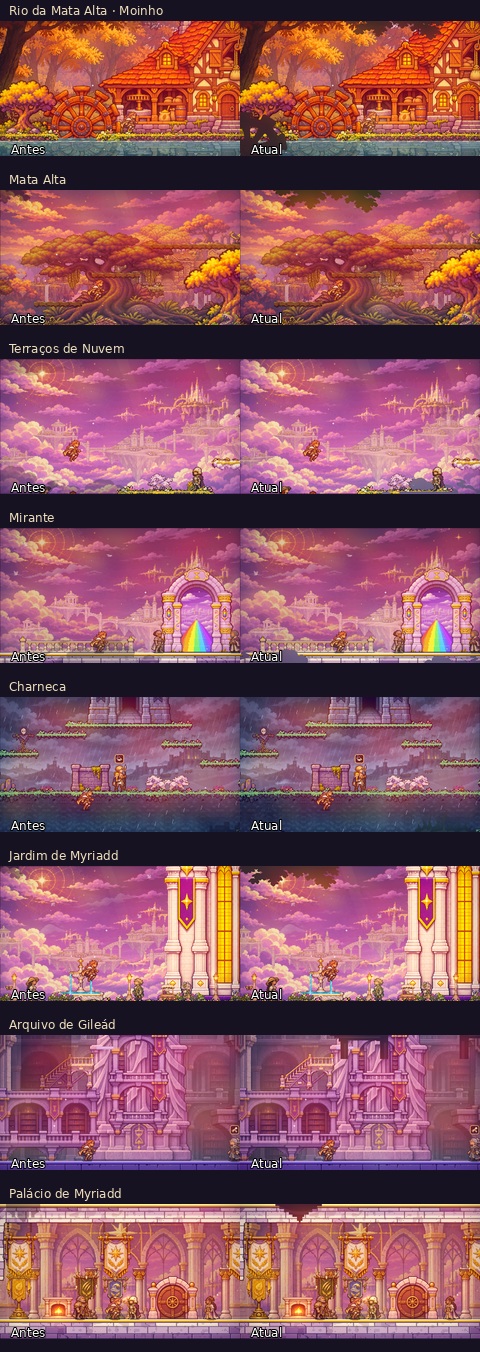 Rio da Mata Alta · Moinho
Antes
Atual
Mata Alta
Antes
Atual
Terraços de Nuvem
Antes
Atual
Mirante
Antes
Atual
Charneca
Antes
Atual
Jardim de Myriadd
Antes
Atual
Arquivo de Gileád
Antes
Atual
Palácio de Myriadd
Antes
Atual